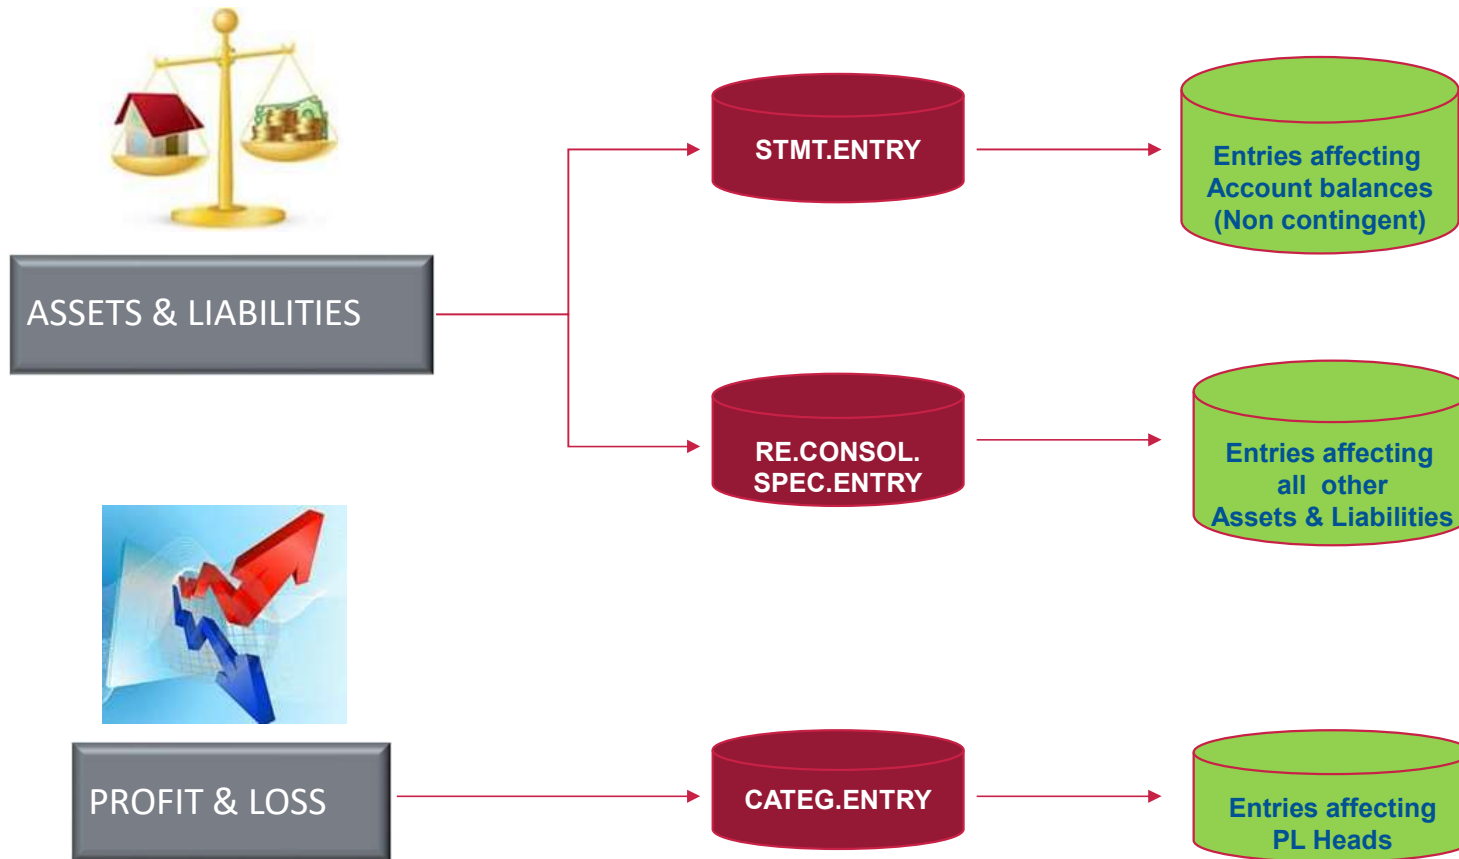 STMT.ENTRY
Entries affecting
Account balances
(Non contingent)
ASSETS & LIABILITIES
RE.CONSOL.
SPEC.ENTRY
Entries affecting
all other
Assets & Liabilities
PROFIT & LOSS
CATEG.ENTRY
Entries affecting
PL Heads